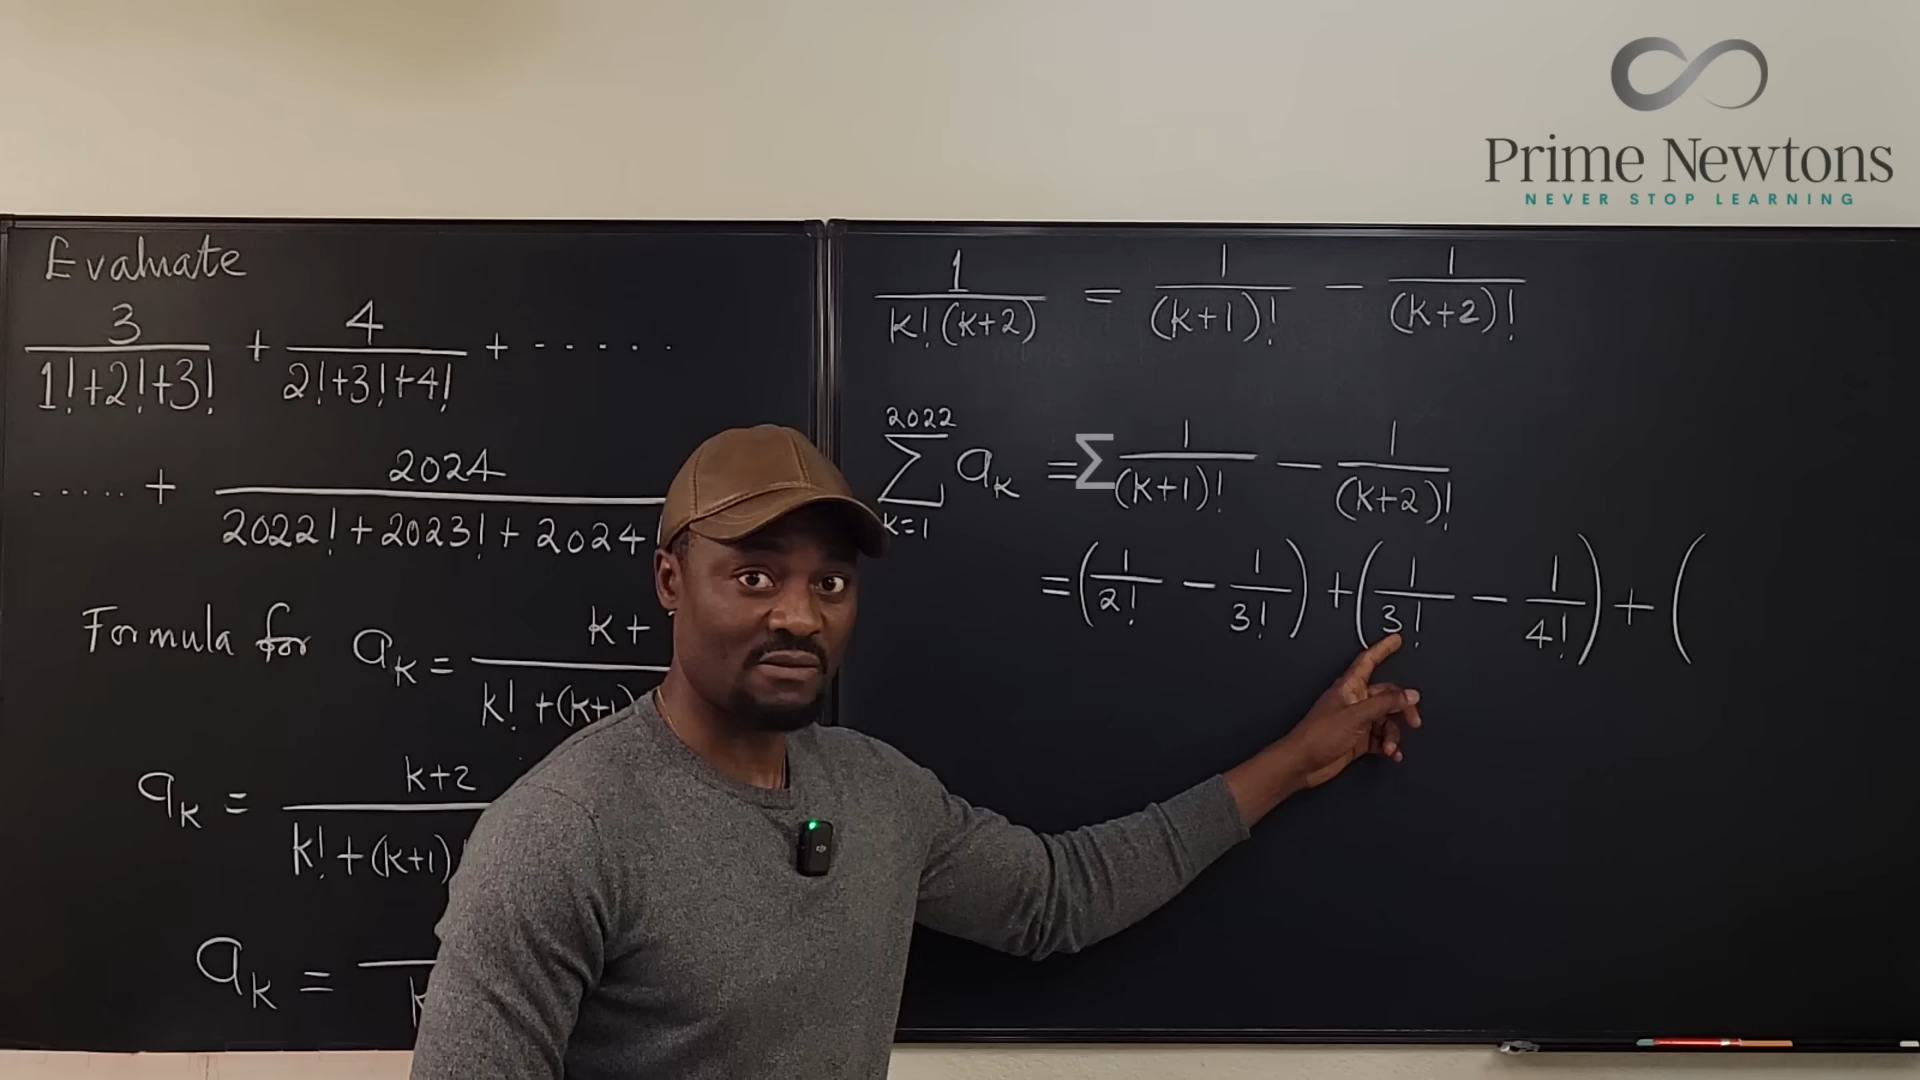 Prime Newtons
NEVER STOP LEARNING
Evaluate
3/(1!+2!+3!) + 4/(2!+3!+4!) + .....
..... + 2024/(2022!+2023!+2024!
Formula for a_k = k+ / k!+(k+1)
a_k = k+2 / k!+(k+1)
a_k =
1/(k!(k+2)) = 1/(k+1)! - 1/(k+2)!
2022
Σ a_k = Σ 1/(k+1)! - 1/(k+2)!
k=1
= (1/2! - 1/3!) + (1/3! - 1/4!) + (